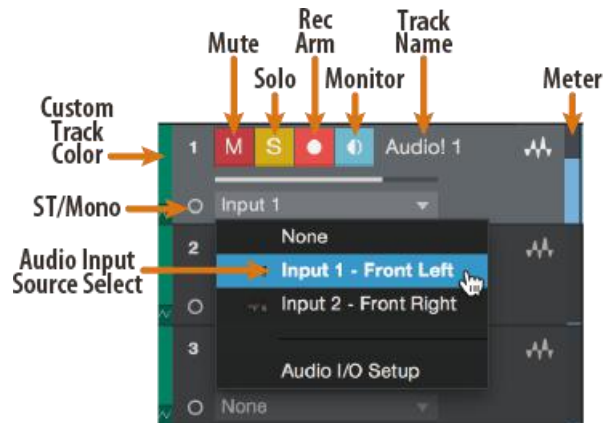 Rec
Arm
Track
Name
Mute
Solo
Monitor
Meter
Custom
Track
Color
1 M S Audio! 1
ST/Mono
Input 1
Audio Input
Source Select
2
None
Input 1 - Front Left
Input 2 - Front Right
3
Audio I/O Setup
None